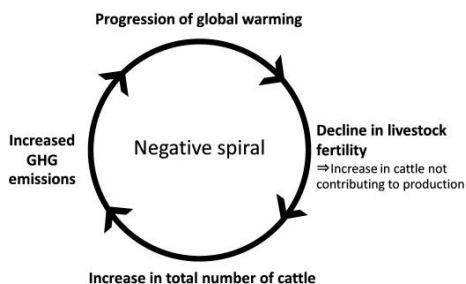 Progression of global warming
Decline in livestock
fertility
⇒Increase in cattle not
contributing to production
Increase in total number of cattle
Increased
GHG
emissions
Negative spiral